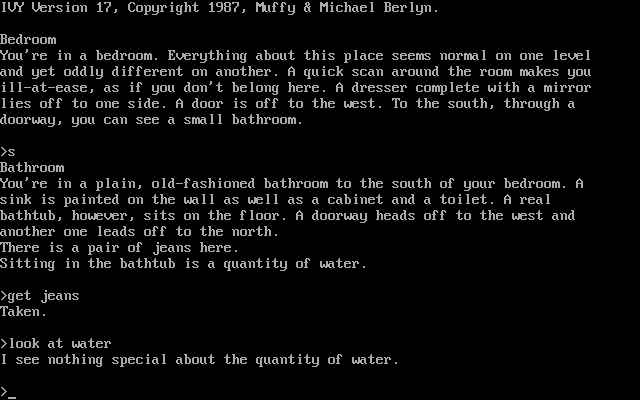 IVY Version 17, Copyright 1987, Muffy & Michael Berlyn.
Bedroom
You're in a bedroom. Everything about this place seems normal on one level
and yet oddly different on another. A quick scan around the room makes you
ill-at-ease, as if you don't belong here. A dresser complete with a mirror
lies off to one side. A door is off to the west. To the south, through a
doorway, you can see a small bathroom.
>s
Bathroom
You're in a plain, old-fashioned bathroom to the south of your bedroom. A
sink is painted on the wall as well as a cabinet and a toilet. A real
bathtub, however, sits on the floor. A doorway heads off to the west and
another one leads off to the north.
There is a pair of jeans here.
Sitting in the bathtub is a quantity of water.
>get jeans
Taken.
>look at water
I see nothing special about the quantity of water.
>_